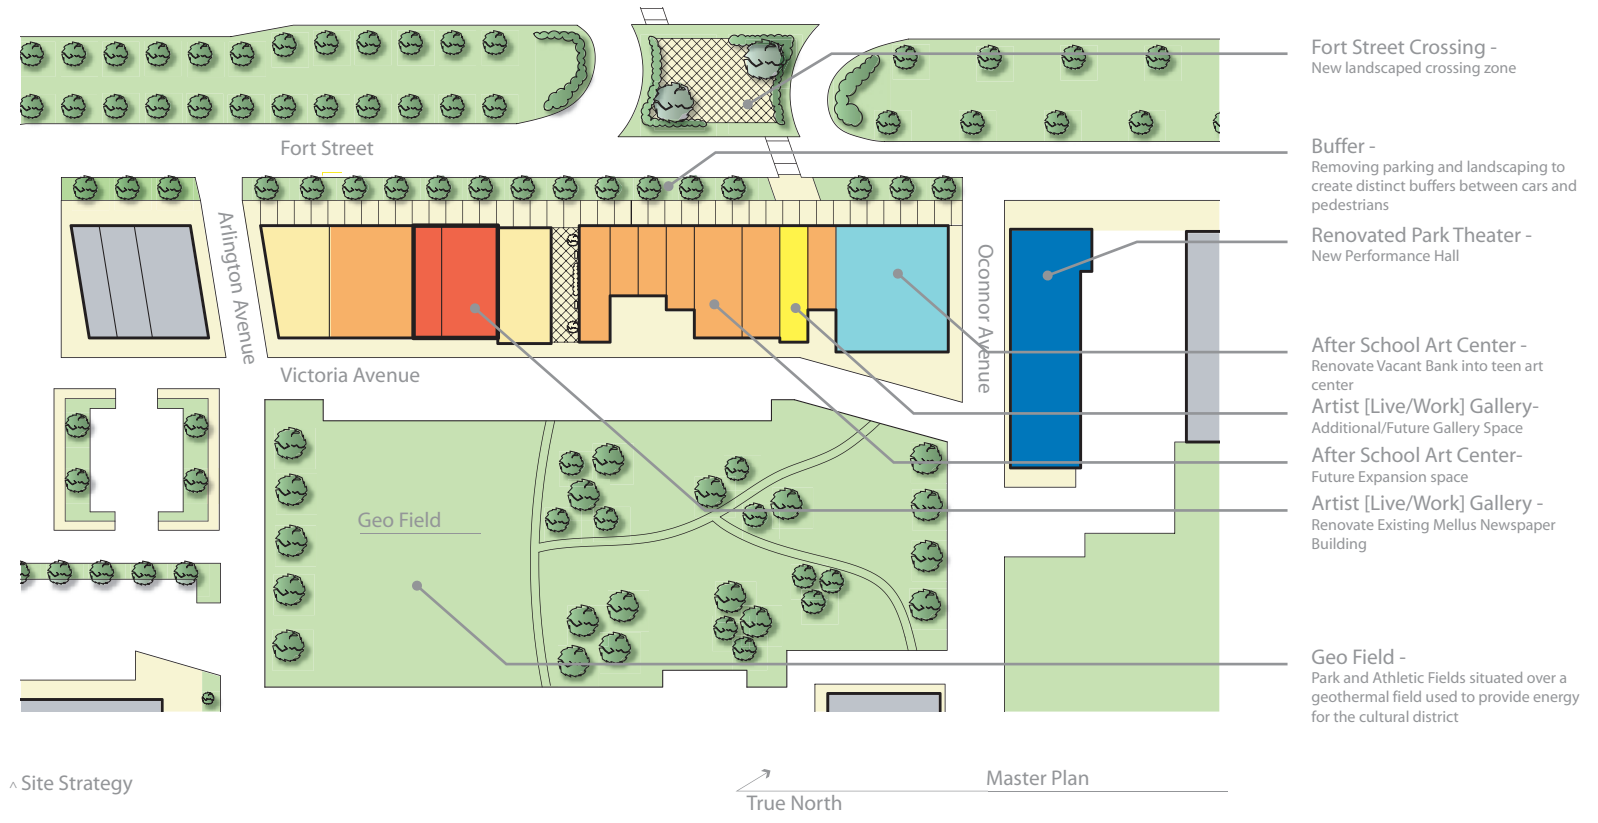 Fort Street Crossing -
New landscaped crossing zone
Fort Street
Buffer -
Removing parking and landscaping to
create distinct buffers between cars and
pedestrians
Arlington Avenue
Oconnor Avenue
Renovated Park Theater -
New Performance Hall
Victoria Avenue
After School Art Center -
Renovate Vacant Bank into teen art
center
Artist [Live/Work] Gallery-
Additional/Future Gallery Space
After School Art Center-
Future Expansion space
Artist [Live/Work] Gallery -
Renovate Existing Mellus Newspaper
Building
Geo Field
Geo Field -
Park and Athletic Fields situated over a
geothermal field used to provide energy
for the cultural district
^ Site Strategy
Master Plan
True North